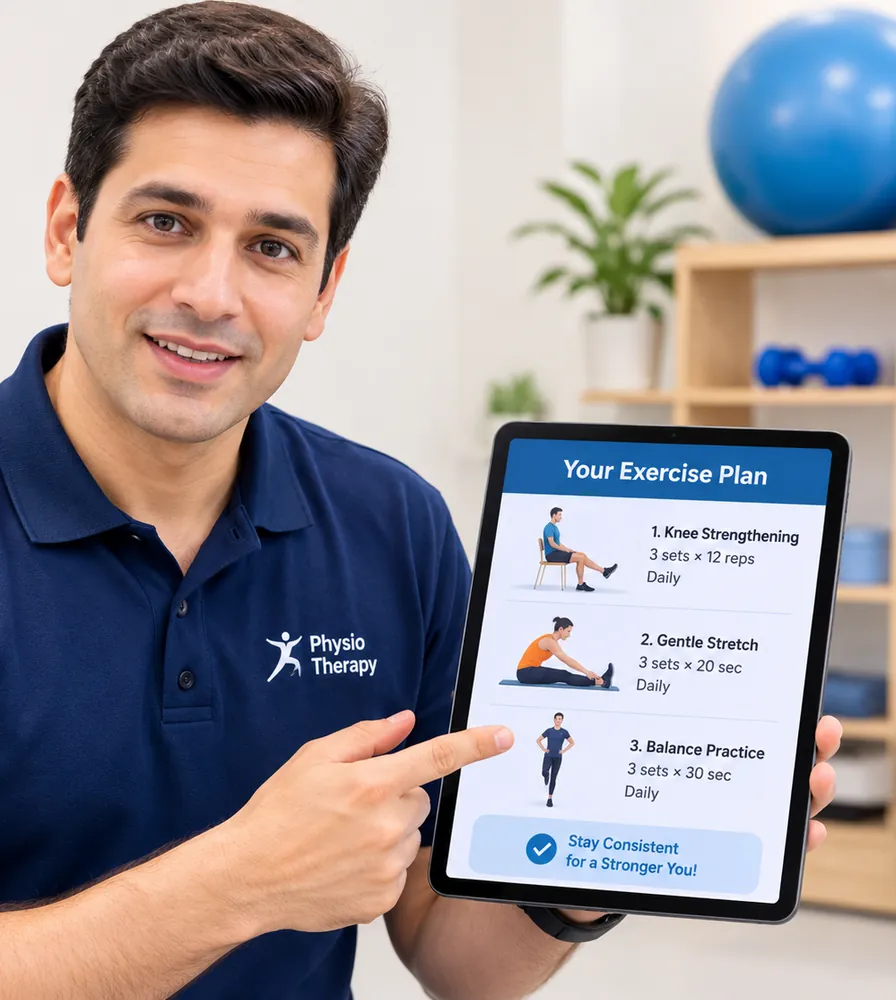 Physio
Therapy
Your Exercise Plan
1. Knee Strengthening
3 sets × 12 reps
Daily
2. Gentle Stretch
3 sets × 20 sec
Daily
3. Balance Practice
3 sets × 30 sec
Daily
Stay Consistent
for a Stronger You!